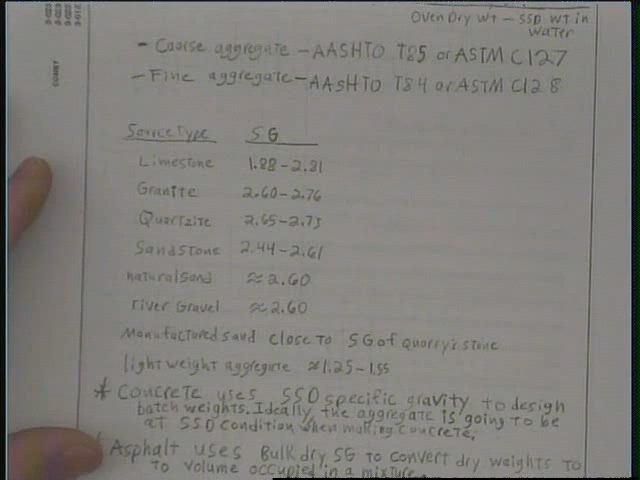 Oven Dry wt - SSD wt in
water
- Coarse aggregate - AASHTO T85 or ASTM C127
- Fine aggregate - AASHTO T84 or ASTM C128
Source Type SG
Limestone 1.88-2.81
Granite 2.60-2.76
Quartzite 2.65-2.73
Sandstone 2.44-2.61
natural sand ≈ 2.60
river Gravel ≈ 2.60
Manufactured sand close to SG of Quarry's stone
light weight aggregate ≈ 1.25 - 1.55
* Concrete uses SSD specific gravity to design
batch weights. Ideally, the aggregate is going to be
at SSD condition when making concrete.
Asphalt uses Bulk dry SG to convert dry weights to
to volume occupied in a mixture.
COMET